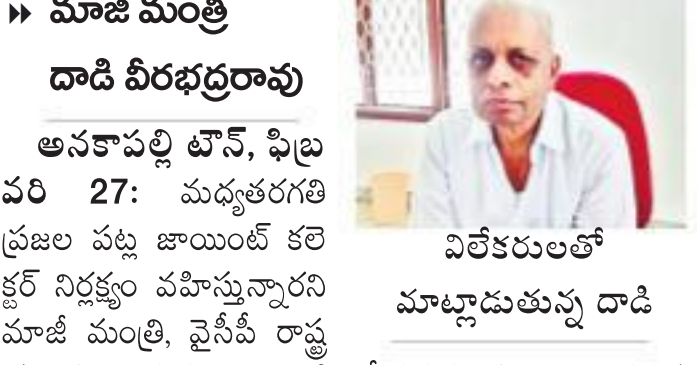 మాజీ మంత్రి
దాడి వీరభద్రరావు
అనకాపల్లి టౌన్, ఫిబ్ర
వరి 27: మధ్యతరగతి
ప్రజల పట్ల జాయింట్ కలె
క్టర్ నిర్లక్ష్యం వహిస్తున్నారని
మాజీ మంత్రి, వైసీపీ రాష్ట్ర
విలేకరులతో
మాట్లాడుతున్న దాడి